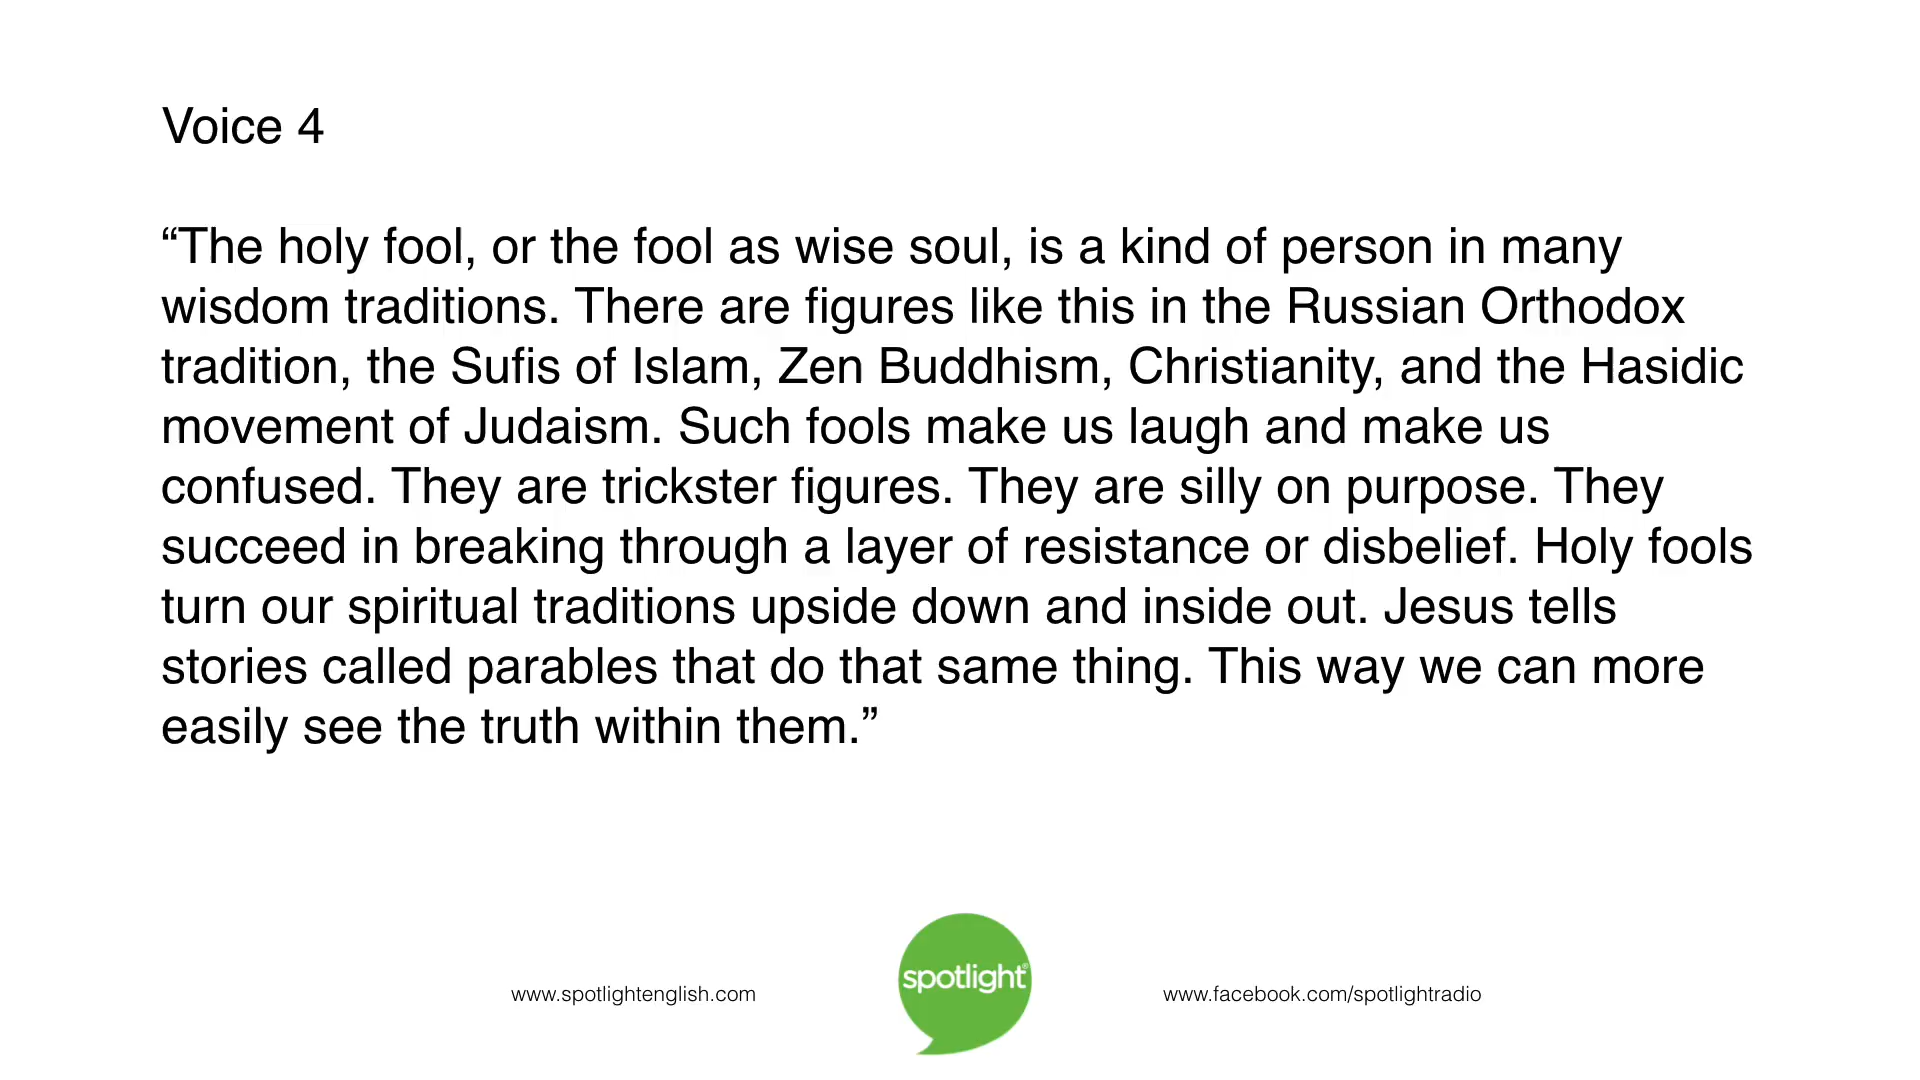 Voice 4
“The holy fool, or the fool as wise soul, is a kind of person in many
wisdom traditions. There are figures like this in the Russian Orthodox
tradition, the Sufis of Islam, Zen Buddhism, Christianity, and the Hasidic
movement of Judaism. Such fools make us laugh and make us
confused. They are trickster figures. They are silly on purpose. They
succeed in breaking through a layer of resistance or disbelief. Holy fools
turn our spiritual traditions upside down and inside out. Jesus tells
stories called parables that do that same thing. This way we can more
easily see the truth within them.”
www.spotlightenglish.com
spotlight®
www.facebook.com/spotlightradio